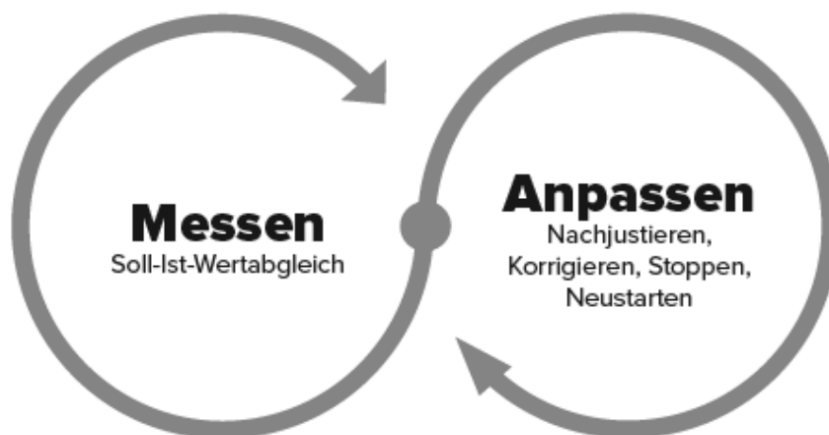 Messen
Soll-Ist-Wertabgleich
Anpassen
Nachjustieren,
Korrigieren, Stoppen,
Neustarten